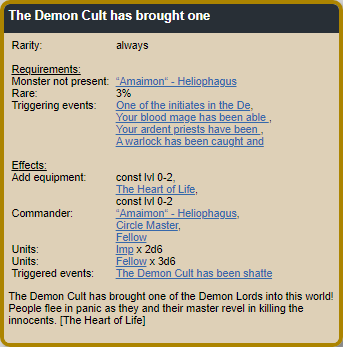 The Demon Cult has brought one
Rarity: always
Requirements:
Monster not present: “Amaimon“ - Heliophagus
Rare: 3%
Triggering events: One of the initiates in the De,
Your blood mage has been able ,
Your ardent priests have been ,
A warlock has been caught and
Effects:
Add equipment: const lvl 0-2,
The Heart of Life,
const lvl 0-2
Commander: “Amaimon“ - Heliophagus,
Circle Master,
Fellow
Units: Imp x 2d6
Units: Fellow x 3d6
Triggered events: The Demon Cult has been shatte
The Demon Cult has brought one of the Demon Lords into this world!
People flee in panic as they and their master revel in killing the
innocents. [The Heart of Life]